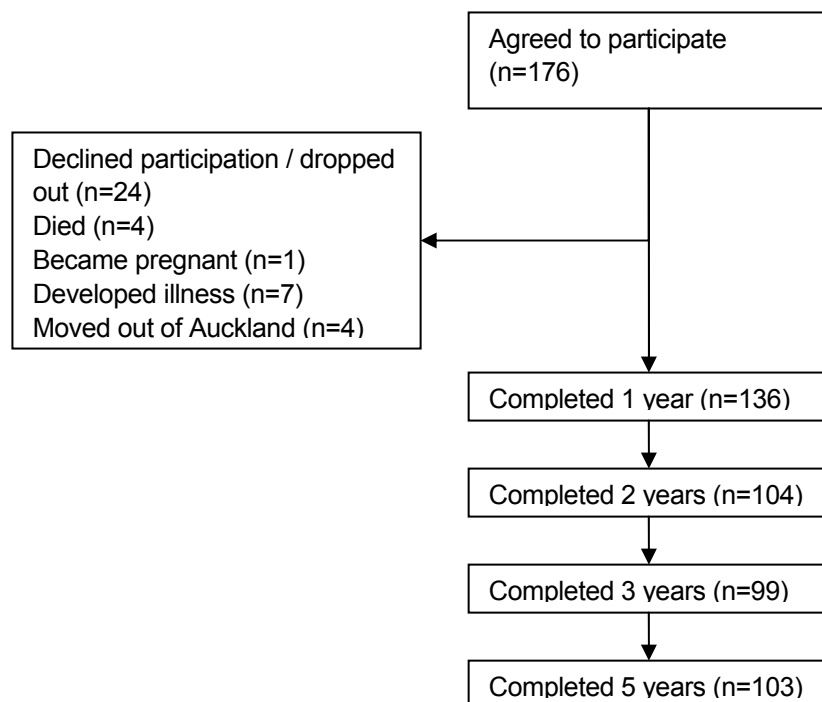 Agreed to participate
(n=176)
Declined participation / dropped
out (n=24)
Died (n=4)
Became pregnant (n=1)
Developed illness (n=7)
Moved out of Auckland (n=4)
Completed 1 year (n=136)
Completed 2 years (n=104)
Completed 3 years (n=99)
Completed 5 years (n=103)